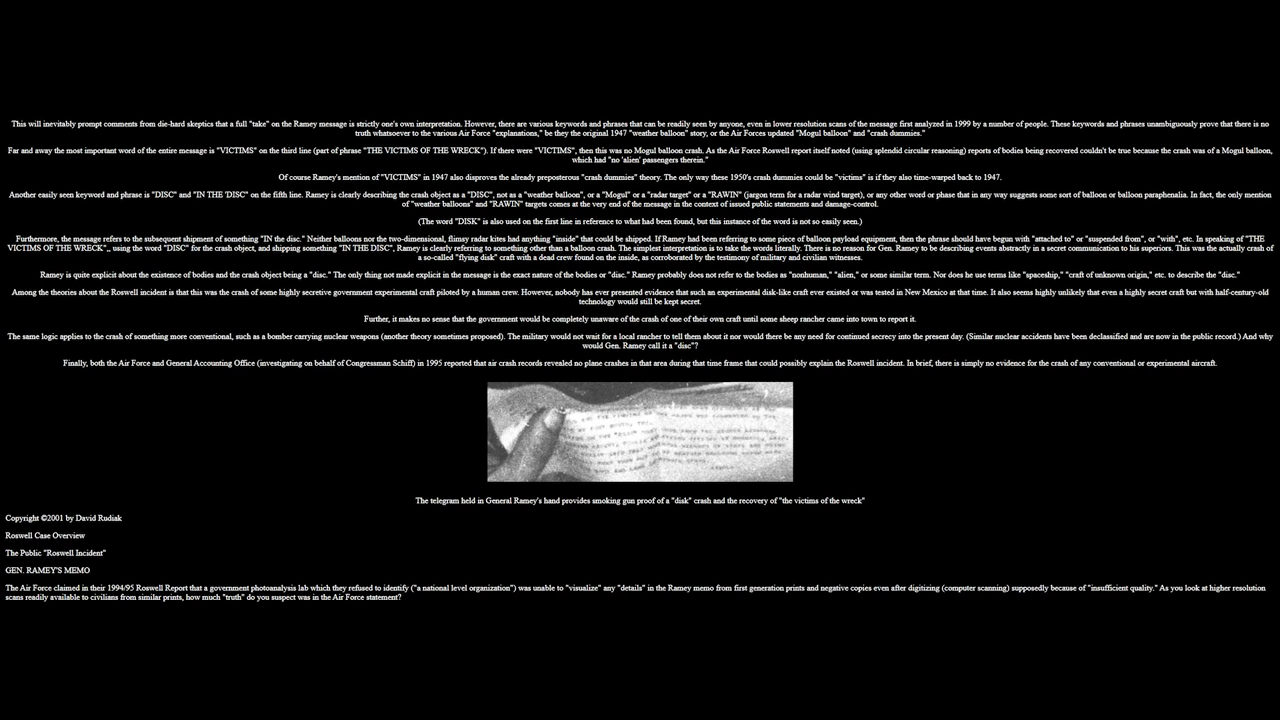 This will inevitably prompt comments from die-hard skeptics that a full "take" on the Ramey message is strictly one's own interpretation. However, there are various keywords and phrases that can be readily seen by anyone, even in lower resolution scans of the message first analyzed in 1999 by a number of people. These keywords and phrases unambiguously prove that there is no
truth whatsoever to the various Air Force "explanations," be they the original 1947 "weather balloon" story, or the Air Forces updated "Mogul balloon" and "crash dummies."
Far and away the most important word of the entire message is "VICTIMS" on the third line (part of phrase "THE VICTIMS OF THE WRECK"). If there were "VICTIMS", then this was no Mogul balloon crash. As the Air Force Roswell report itself noted (using splendid circular reasoning) reports of bodies being recovered couldn't be true because the crash was of a Mogul balloon,
which had "no 'alien' passengers therein."
Of course Ramey's mention of "VICTIMS" in 1947 also disproves the already preposterous "crash dummies" theory. The only way these 1950's crash dummies could be "victims" is if they also time-warped back to 1947.
Another easily seen keyword and phrase is "DISC" and "IN THE 'DISC" on the fifth line. Ramey is clearly describing the crash object as a "DISC", not as a "weather balloon", or a "Mogul" or a "radar target" or a "RAWIN" (jargon term for a radar wind target), or any other word or phase that in any way suggests some sort of balloon or balloon paraphenalia. In fact, the only mention
of "weather balloons" and "RAWIN" targets comes at the very end of the message in the context of issued public statements and damage-control.
(The word "DISK" is also used on the first line in reference to what had been found, but this instance of the word is not so easily seen.)
Furthermore, the message refers to the subsequent shipment of something "IN the disc." Neither balloons nor the two-dimensional, flimsy radar kites had anything "inside" that could be shipped. If Ramey had been referring to some piece of balloon payload equipment, then the phrase should have begun with "attached to" or "suspended from", or "with", etc. In speaking of "THE
VICTIMS OF THE WRECK",, using the word "DISC" for the crash object, and shipping something "IN THE DISC", Ramey is clearly referring to something other than a balloon crash. The simplest interpretation is to take the words literally. There is no reason for Gen. Ramey to be describing events abstractly in a secret communication to his superiors. This was the actually crash of
a so-called "flying disk" craft with a dead crew found on the inside, as corroborated by the testimony of military and civilian witnesses.
Ramey is quite explicit about the existence of bodies and the crash object being a "disc." The only thing not made explicit in the message is the exact nature of the bodies or "disc." Ramey probably does not refer to the bodies as "nonhuman," "alien," or some similar term. Nor does he use terms like "spaceship," "craft of unknown origin," etc. to describe the "disc."
Among the theories about the Roswell incident is that this was the crash of some highly secretive government experimental craft piloted by a human crew. However, nobody has ever presented evidence that such an experimental disk-like craft ever existed or was tested in New Mexico at that time. It also seems highly unlikely that even a highly secret craft but with half-century-old
technology would still be kept secret.
Further, it makes no sense that the government would be completely unaware of the crash of one of their own craft until some sheep rancher came into town to report it.
The same logic applies to the crash of something more conventional, such as a bomber carrying nuclear weapons (another theory sometimes proposed). The military would not wait for a local rancher to tell them about it nor would there be any need for continued secrecy into the present day. (Similar nuclear accidents have been declassified and are now in the public record.) And why
would Gen. Ramey call it a "disc"?
Finally, both the Air Force and General Accounting Office (investigating on behalf of Congressman Schiff) in 1995 reported that air crash records revealed no plane crashes in that area during that time frame that could possibly explain the Roswell incident. In brief, there is simply no evidence for the crash of any conventional or experimental aircraft.
The telegram held in General Ramey's hand provides smoking gun proof of a "disk" crash and the recovery of "the victims of the wreck"
Copyright ©2001 by David Rudiak
Roswell Case Overview
The Public "Roswell Incident"
GEN. RAMEY'S MEMO
The Air Force claimed in their 1994/95 Roswell Report that a government photoanalysis lab which they refused to identify ("a national level organization") was unable to "visualize" any "details" in the Ramey memo from first generation prints and negative copies even after digitizing (computer scanning) supposedly because of "insufficient quality." As you look at higher resolution
scans readily available to civilians from similar prints, how much "truth" do you suspect was in the Air Force statement?